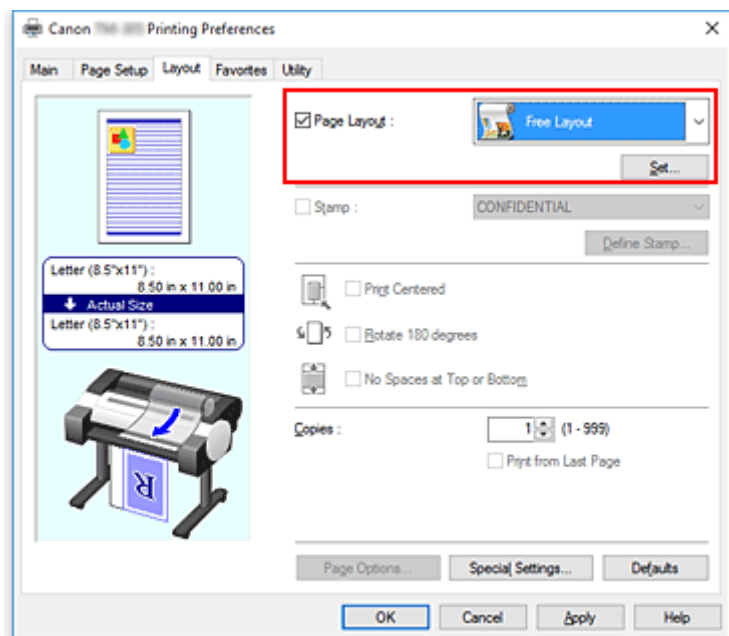 Canon Printing Preferences
Main Page Setup Layout Favorites Utility
Page Layout : Free Layout
Set...
Stamp : CONFIDENTIAL
Define Stamp...
Letter (8.5"x11") :
8.50 in x 11.00 in
Actual Size
Letter (8.5"x11") :
8.50 in x 11.00 in
Print Centered
Rotate 180 degrees
No Spaces at Top or Bottom
Copies : 1 (1 - 999)
Print from Last Page
R
Page Options... Special Settings... Defaults
OK Cancel Apply Help